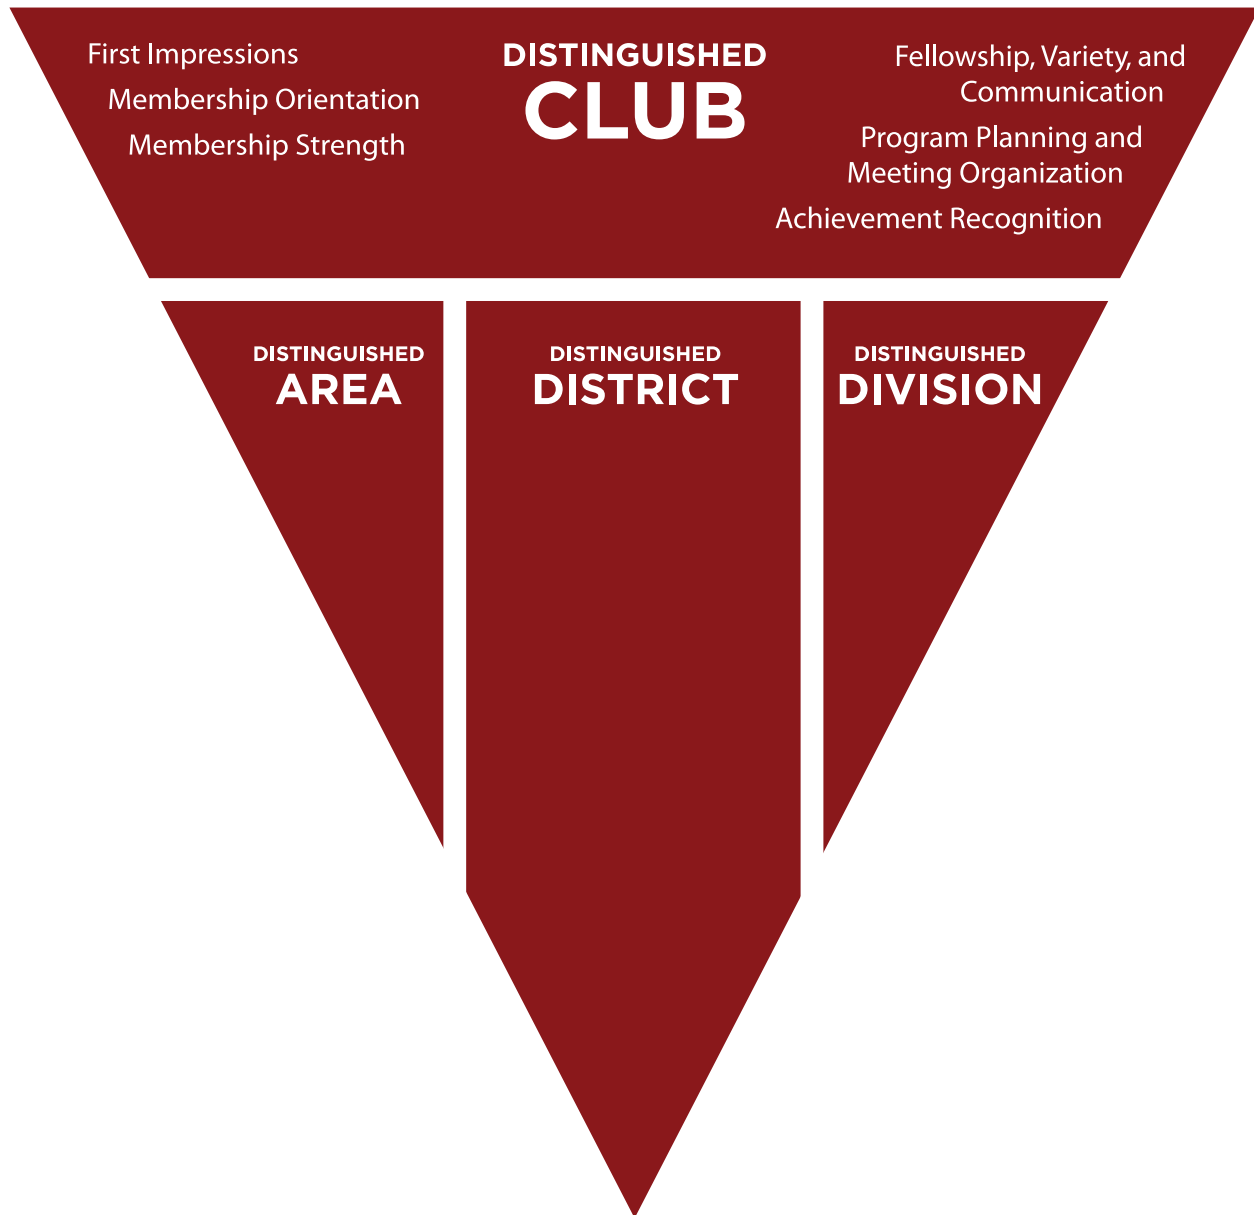 First Impressions
Membership Orientation
Membership Strength
DISTINGUISHED
CLUB
Fellowship, Variety, and
Communication
Program Planning and
Meeting Organization
Achievement Recognition
DISTINGUISHED
AREA
DISTINGUISHED
DISTRICT
DISTINGUISHED
DIVISION